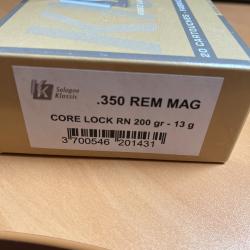 Sologne
Klassic
.350 REM MAG
CORE LOCK RN 200 gr - 13 g
3 700546 201431
20 CARTOUCHES